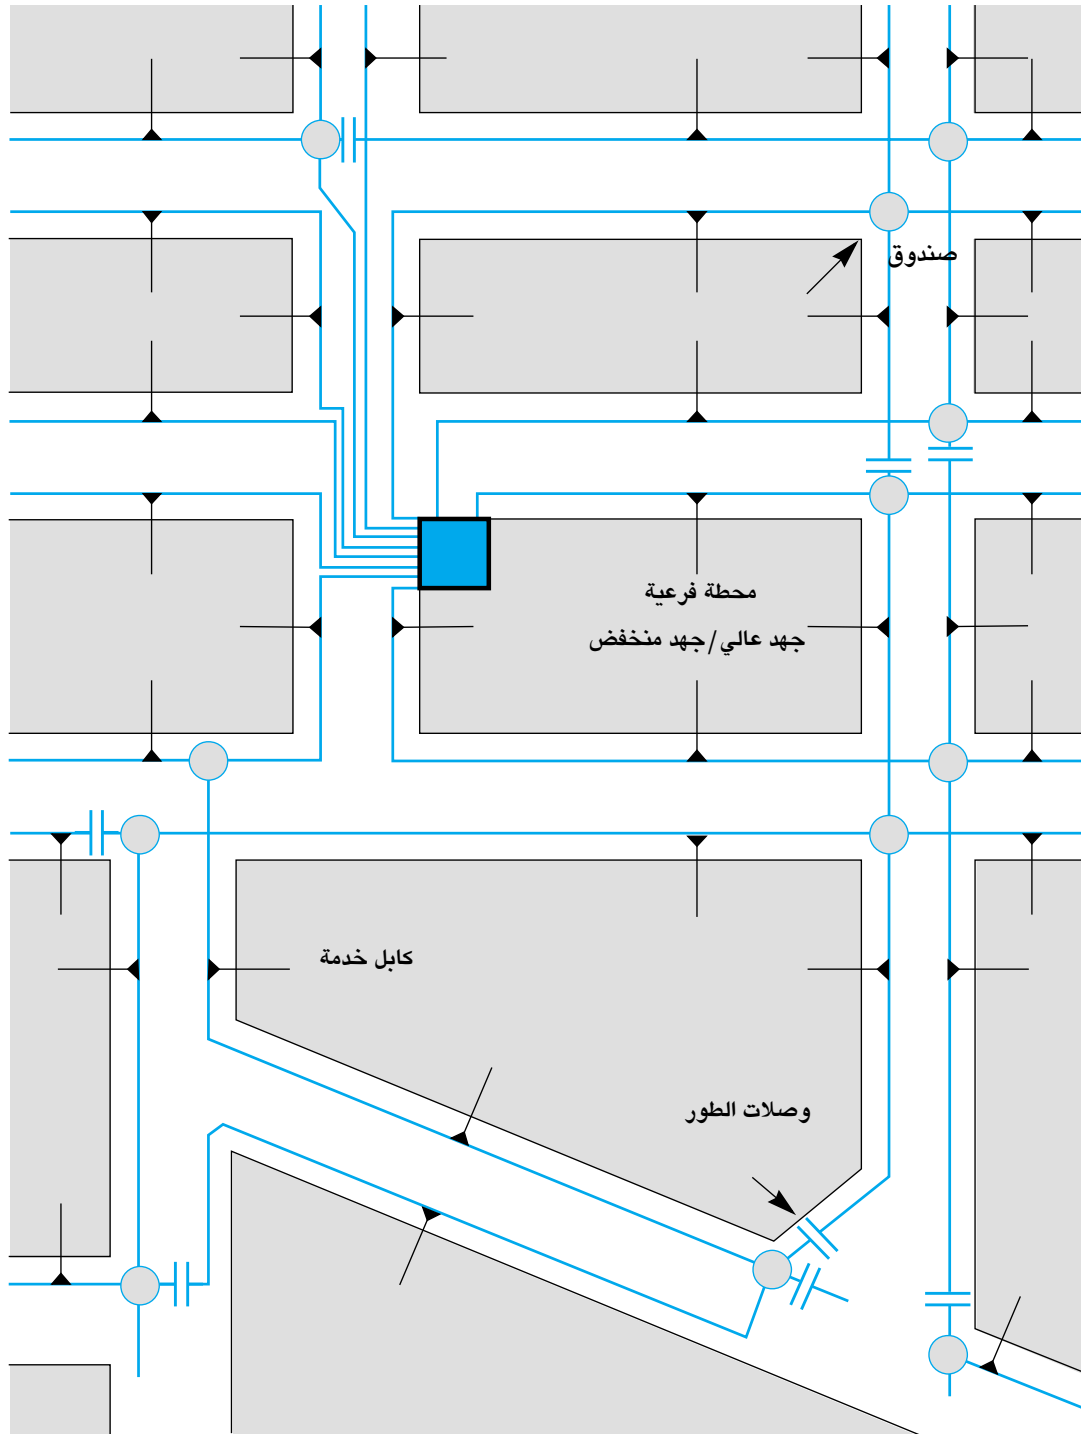 صندوق
محطة فرعية
جهد عالي/جهد منخفض
كابل خدمة
وصلات الطور